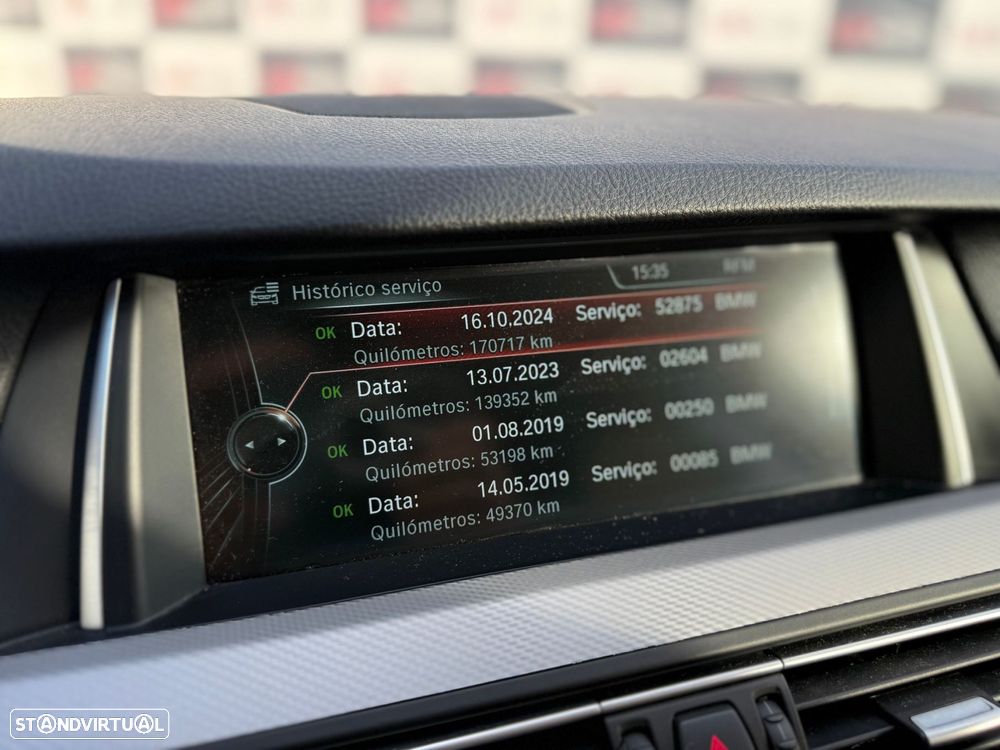 Histórico serviço 15:35 RFM
OK Data: 16.10.2024 Serviço: 52875 BMW
Quilómetros: 170717 km
OK Data: 13.07.2023 Serviço: 02604 BMW
Quilómetros: 139352 km
OK Data: 01.08.2019 Serviço: 00250 BMW
Quilómetros: 53198 km
OK Data: 14.05.2019 Serviço: 00085 BMW
Quilómetros: 49370 km
STANDVIRTUAL